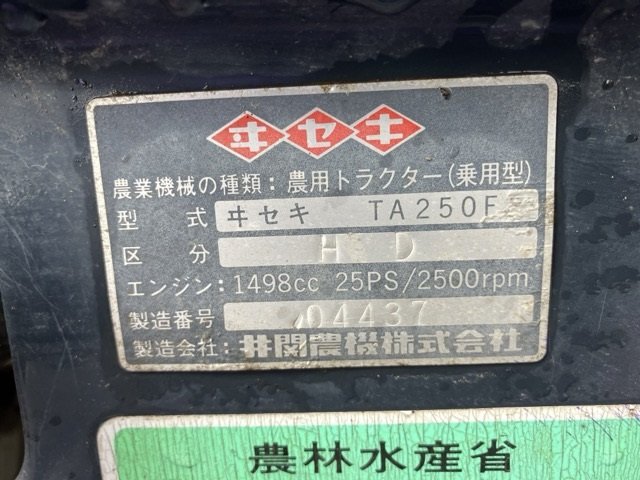 ヰセキ
農業機械の種類：農用トラクター(乗用型)
型式 ヰセキ TA250F
区分 H D
エンジン：1498cc 25PS/2500rpm
製造番号 04437
製造会社：井関農機株式会社
農林水産省